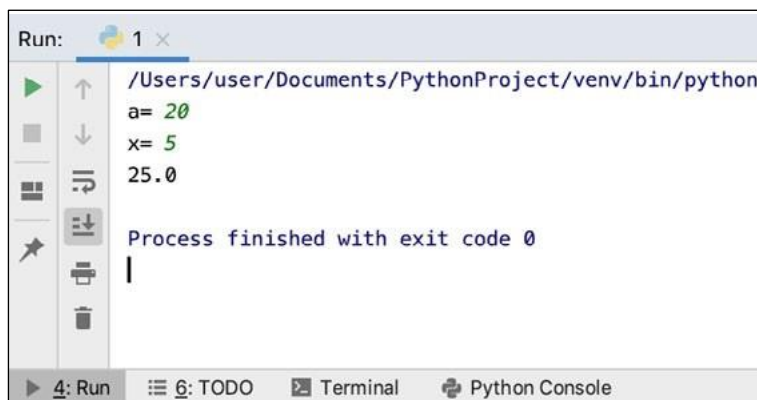 Run: 1 ×
/Users/user/Documents/PythonProject/venv/bin/python
a= 20
x= 5
25.0
Process finished with exit code 0
4: Run 6: TODO Terminal Python Console